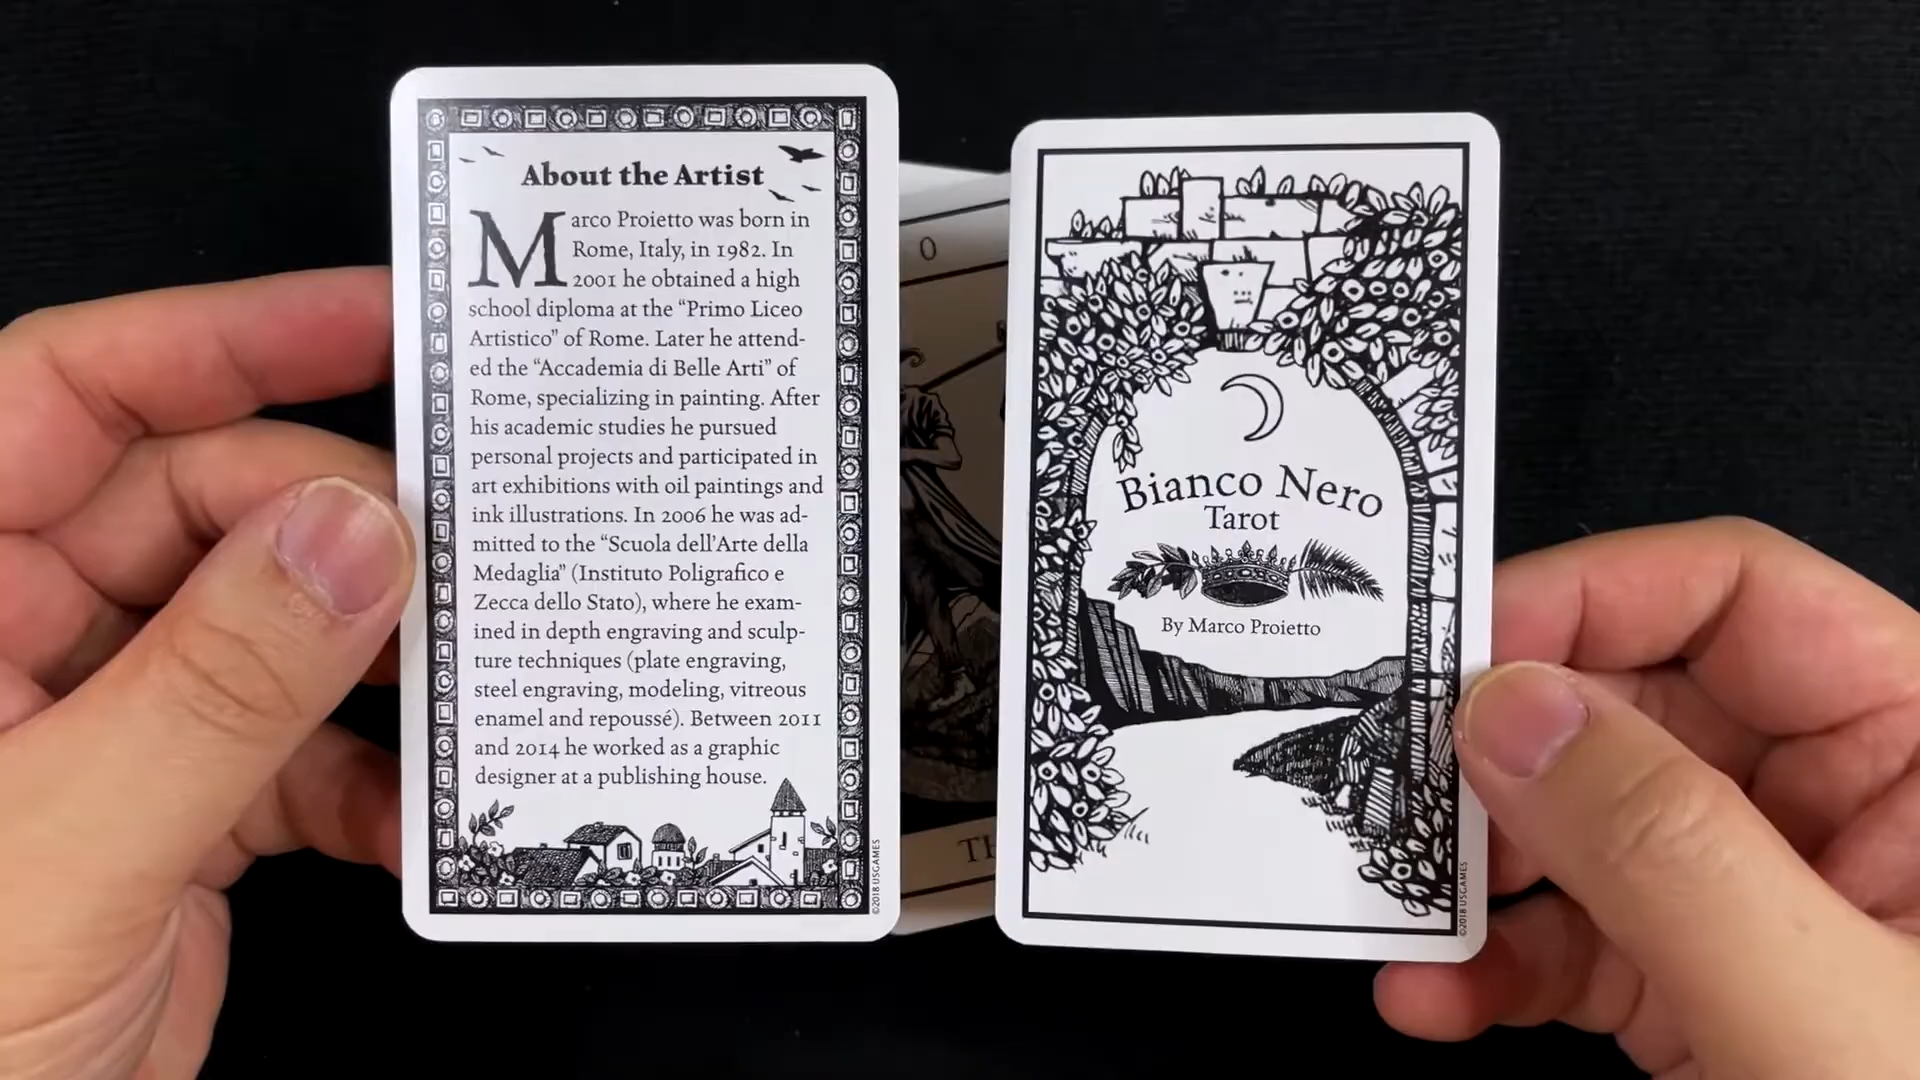 About the Artist
Marco Proietto was born in
Rome, Italy, in 1982. In
2001 he obtained a high
school diploma at the “Primo Liceo
Artistico” of Rome. Later he attend-
ed the “Accademia di Belle Arti” of
Rome, specializing in painting. After
his academic studies he pursued
personal projects and participated in
art exhibitions with oil paintings and
ink illustrations. In 2006 he was ad-
mitted to the “Scuola dell’Arte della
Medaglia” (Instituto Poligrafico e
Zecca dello Stato), where he exam-
ined in depth engraving and sculp-
ture techniques (plate engraving,
steel engraving, modeling, vitreous
enamel and repoussé). Between 2011
and 2014 he worked as a graphic
designer at a publishing house.
©2018 USGAMES
0
TH
Bianco Nero
Tarot
By Marco Proietto
©2018 USGAMES